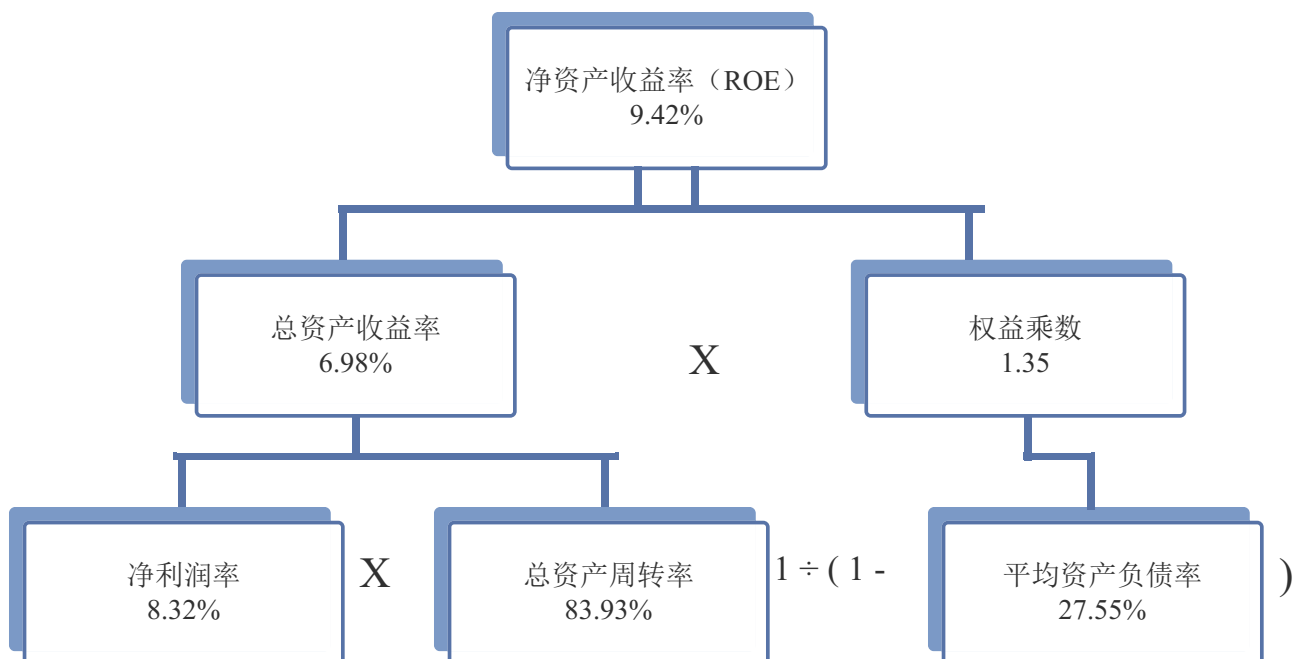 净资产收益率（ROE）
9.42%
总资产收益率
6.98%
X
权益乘数
1.35
净利润率
8.32%
X
总资产周转率
83.93%
1 ÷ ( 1 -
平均资产负债率
27.55%
)